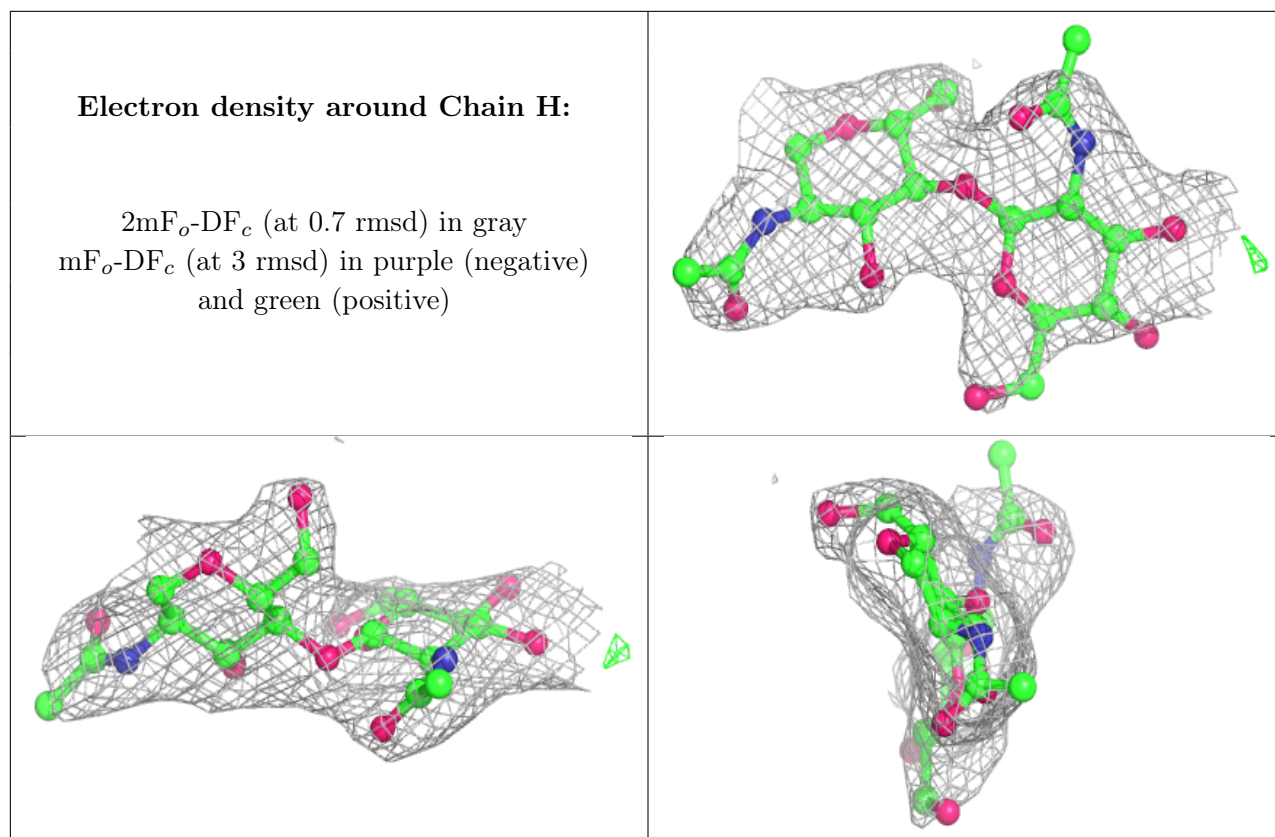 Electron density around Chain H:
2mFₒ-DF𝒸 (at 0.7 rmsd) in gray
mFₒ-DF𝒸 (at 3 rmsd) in purple (negative)
and green (positive)